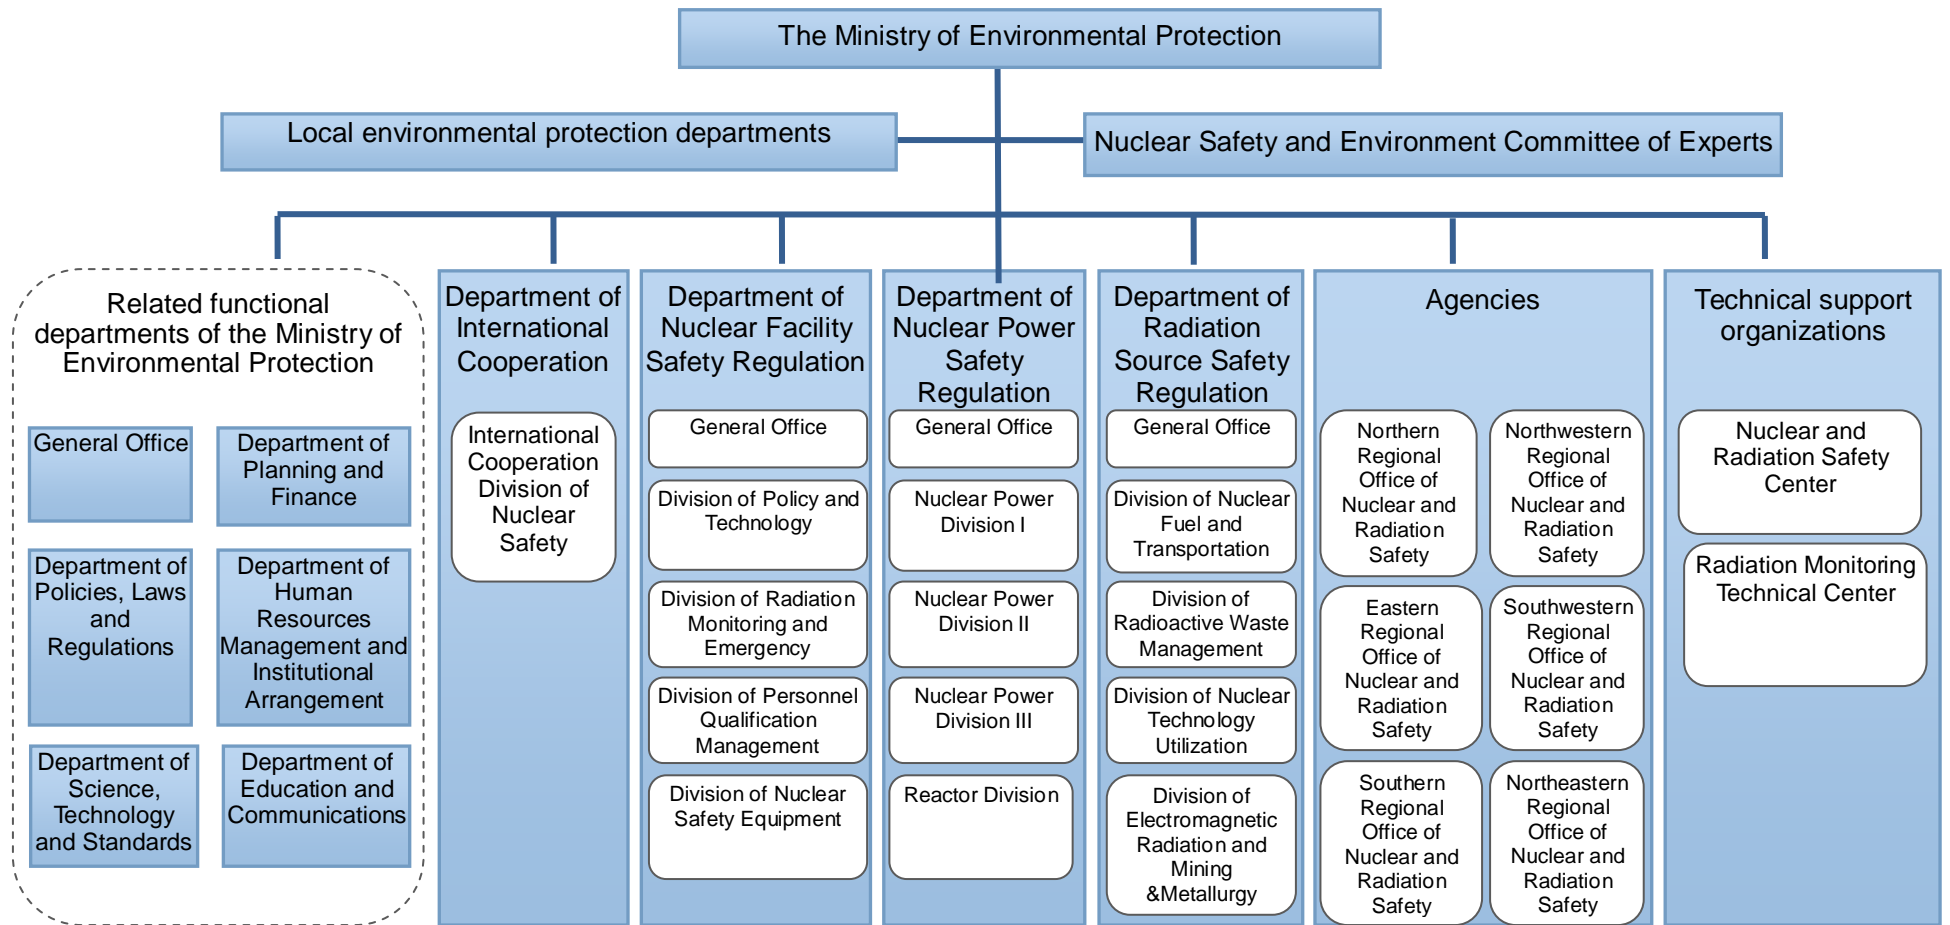 The Ministry of Environmental Protection
Local environmental protection departments
Nuclear Safety and Environment Committee of Experts
Related functional
departments of the Ministry of
Environmental Protection
General Office
Department of
Planning and
Finance
Department of
Policies, Laws
and
Regulations
Department of
Human
Resources
Management and
Institutional
Arrangement
Department of
Science,
Technology
and Standards
Department of
Education and
Communications
Department of
International
Cooperation
International
Cooperation
Division of
Nuclear
Safety
Department of
Nuclear Facility
Safety Regulation
General Office
Division of Policy and
Technology
Division of Radiation
Monitoring and
Emergency
Division of Personnel
Qualification
Management
Division of Nuclear
Safety Equipment
Department of
Nuclear Power
Safety
Regulation
General Office
Nuclear Power
Division I
Nuclear Power
Division II
Nuclear Power
Division III
Reactor Division
Department of
Radiation
Source Safety
Regulation
General Office
Division of Nuclear
Fuel and
Transportation
Division of
Radioactive Waste
Management
Division of Nuclear
Technology
Utilization
Division of
Electromagnetic
Radiation and
Mining
&Metallurgy
Agencies
Northern
Regional
Office of
Nuclear and
Radiation
Safety
Northwestern
Regional
Office of
Nuclear and
Radiation
Safety
Eastern
Regional
Office of
Nuclear and
Radiation
Safety
Southwestern
Regional
Office of
Nuclear and
Radiation
Safety
Southern
Regional
Office of
Nuclear and
Radiation
Safety
Northeastern
Regional
Office of
Nuclear and
Radiation
Safety
Technical support
organizations
Nuclear and
Radiation Safety
Center
Radiation Monitoring
Technical Center